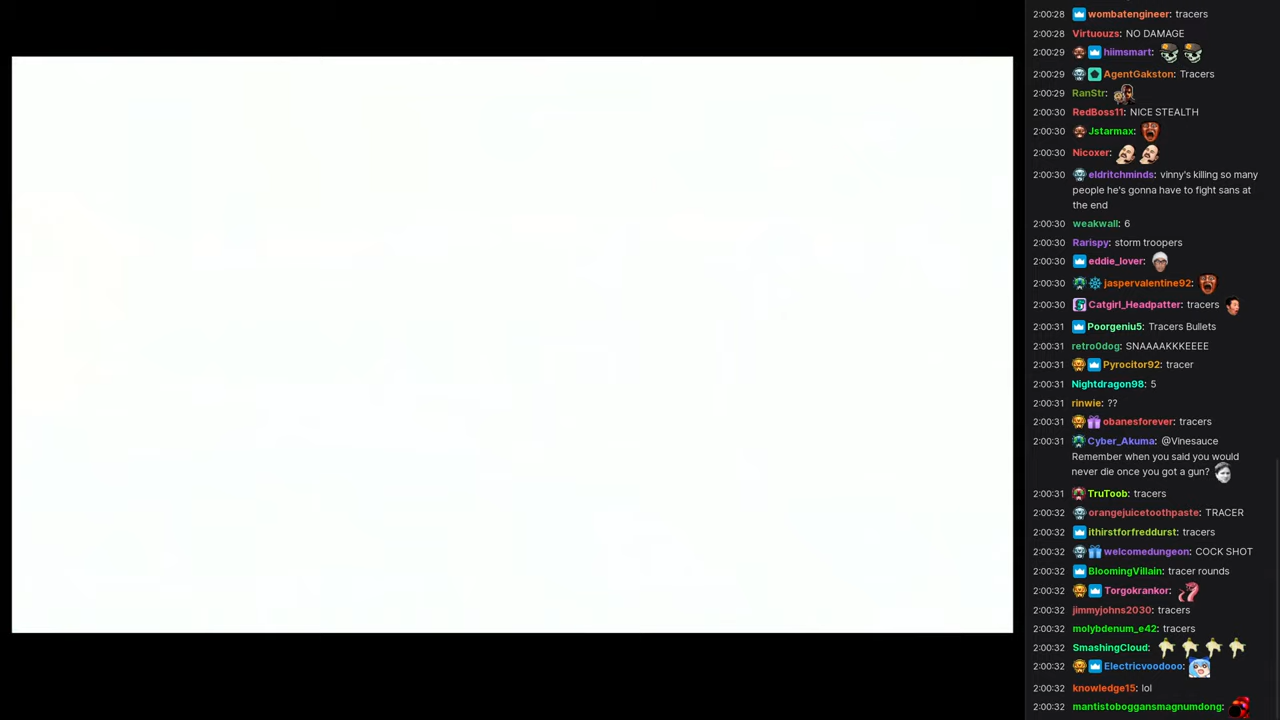 2:00:28 wombatengineer: tracers
2:00:28 Virtuouzs: NO DAMAGE
2:00:29 hiimsmart:
2:00:29 AgentGakston: Tracers
2:00:29 RanStr:
2:00:30 RedBoss11: NICE STEALTH
2:00:30 Jstarmax:
2:00:30 Nicoxer:
2:00:30 eldritchminds: vinny's killing so many
people he's gonna have to fight sans at
the end
2:00:30 weakwall: 6
2:00:30 Rarispy: storm troopers
2:00:30 eddie_lover:
2:00:30 jaspervalentine92:
2:00:30 Catgirl_Headpatter: tracers
2:00:31 Poorgeniu5: Tracers Bullets
2:00:31 retro0dog: SNAAAAKKKEEEE
2:00:31 Pyrocitor92: tracer
2:00:31 Nightdragon98: 5
2:00:31 rinwie: ??
2:00:31 obanesforever: tracers
2:00:31 Cyber_Akuma: @Vinesauce
Remember when you said you would
never die once you got a gun?
2:00:31 TruToob: tracers
2:00:32 orangejuicetoothpaste: TRACER
2:00:32 ithirstforfreddurst: tracers
2:00:32 welcomedungeon: COCK SHOT
2:00:32 BloomingVillain: tracer rounds
2:00:32 Torgokrankor:
2:00:32 jimmyjohns2030: tracers
2:00:32 molybdenum_e42: tracers
2:00:32 SmashingCloud:
2:00:32 Electricvoodooo:
2:00:32 knowledge15: lol
2:00:32 mantistoboggansmagnumdong: